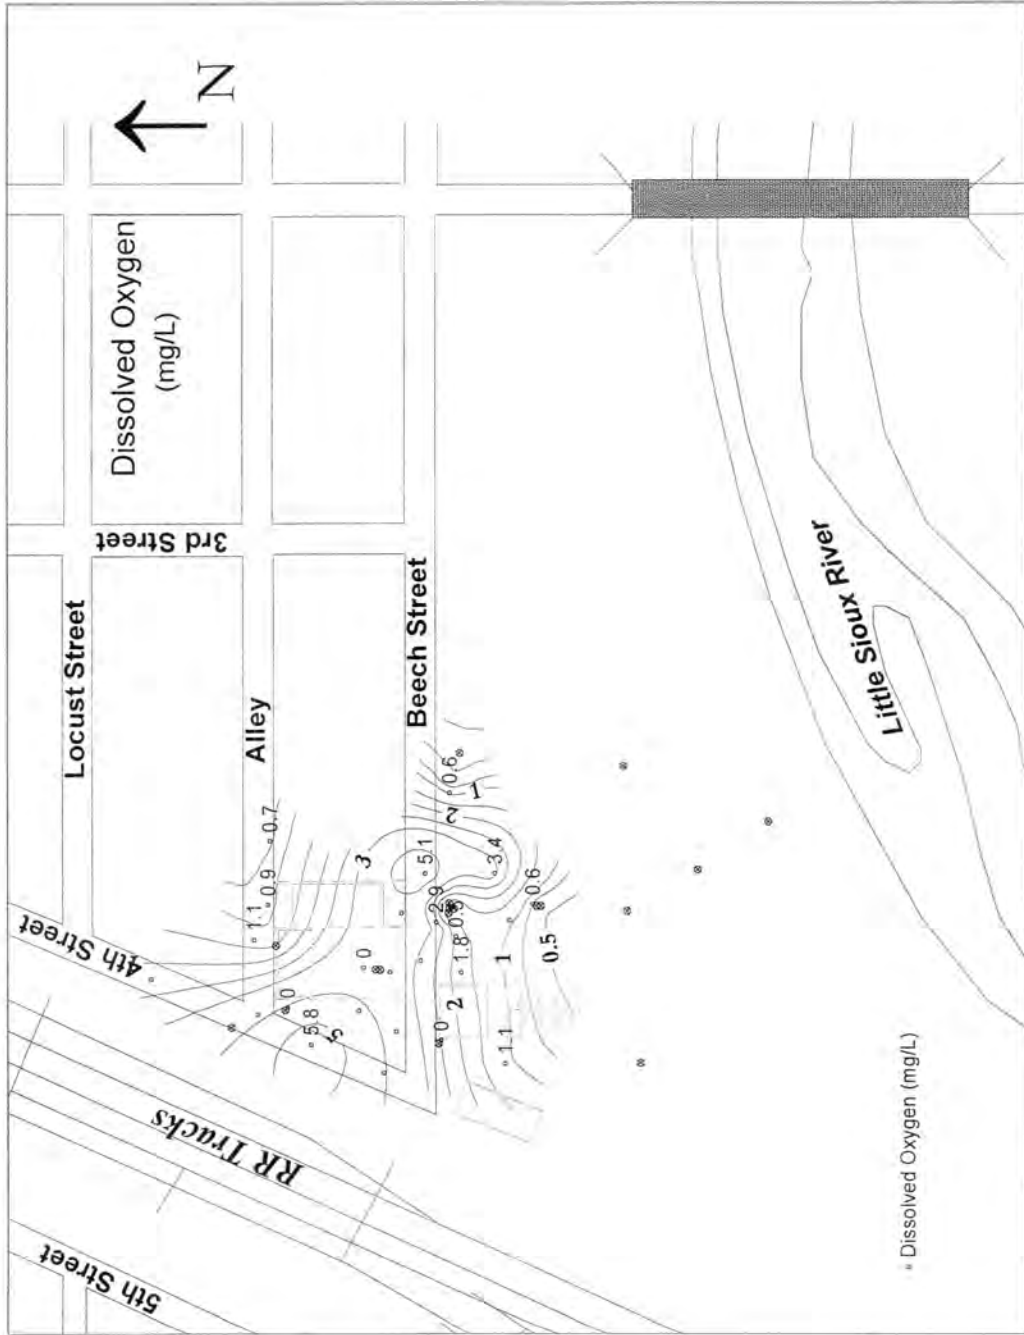 N
Dissolved Oxygen
(mg/L)
Locust Street
3rd Street
Alley
Beech Street
4th Street
5th Street
RR Tracks
Little Sioux River
1.1
0.9
0.7
0
5.8
5
0
3
5.1
3.4
2.9
0.9
1.8
2
0
1.1
1
0.5
0.6
2
1
0.6
▫ Dissolved Oxygen (mg/L)